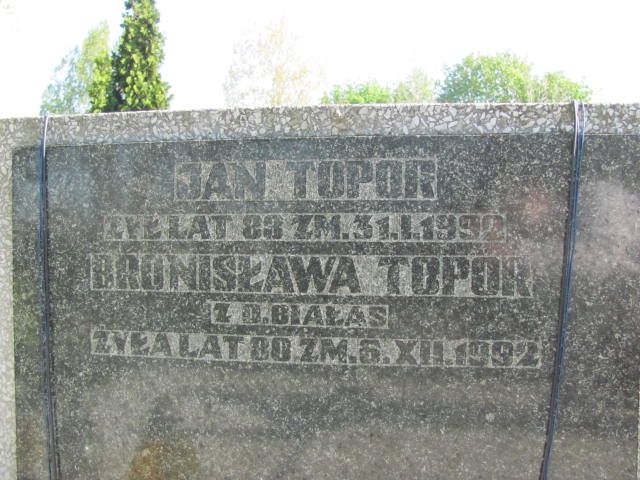 JAN TOPOR
ŻYŁ LAT 83 ZM. 31.I.1992
BRONISŁAWA TOPOR
Z D. BIAŁAS
ŻYŁA LAT 80 ZM. 6.XII.1992